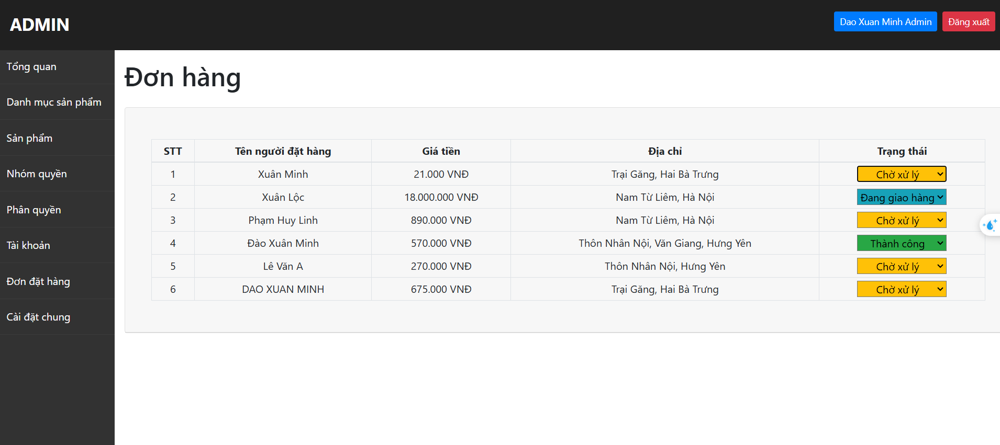 ADMIN
Dao Xuan Minh Admin
Đăng xuất
Tổng quan
Danh mục sản phẩm
Sản phẩm
Nhóm quyền
Phân quyền
Tài khoản
Đơn đặt hàng
Cài đặt chung
Đơn hàng
STT Tên người đặt hàng Giá tiền Địa chỉ Trạng thái
1 Xuân Minh 21.000 VNĐ Trại Găng, Hai Bà Trưng Chờ xử lý
2 Xuân Lộc 18.000.000 VNĐ Nam Từ Liêm, Hà Nội Đang giao hàng
3 Phạm Huy Linh 890.000 VNĐ Nam Từ Liêm, Hà Nội Chờ xử lý
4 Đào Xuân Minh 570.000 VNĐ Thôn Nhân Nội, Văn Giang, Hưng Yên Thành công
5 Lê Văn A 270.000 VNĐ Thôn Nhân Nội, Hưng Yên Chờ xử lý
6 DAO XUAN MINH 675.000 VNĐ Trại Găng, Hai Bà Trưng Chờ xử lý